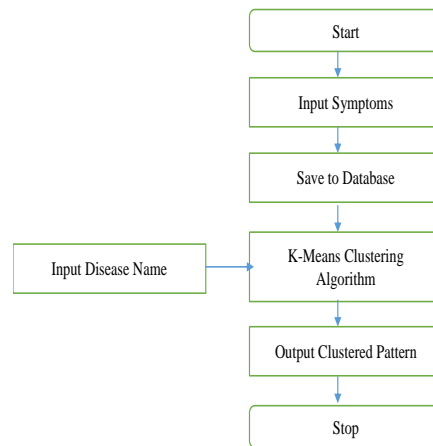 Start
Input Symptoms
Save to Database
Input Disease Name
K-Means Clustering
Algorithm
Output Clustered Pattern
Stop